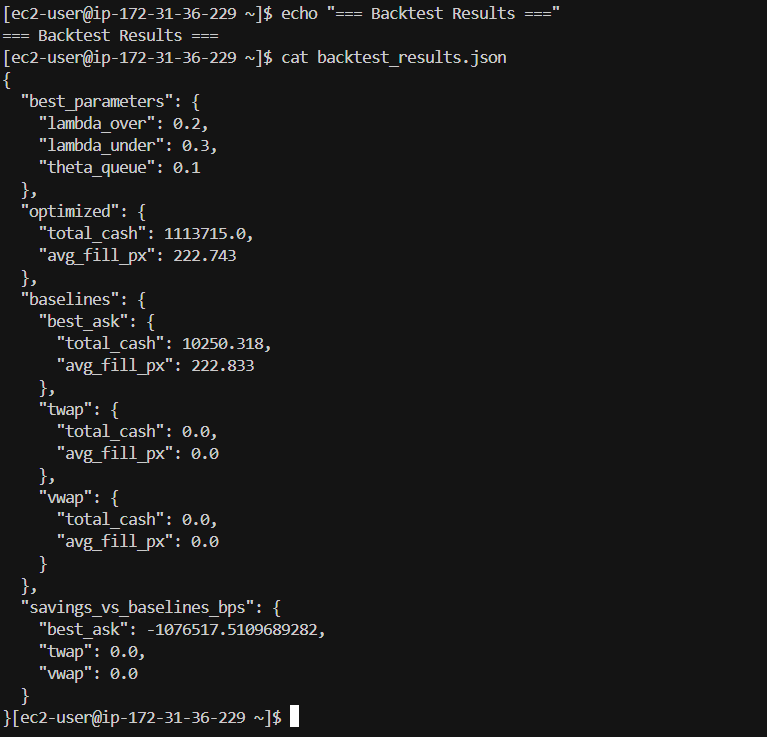 [ec2-user@ip-172-31-36-229 ~]$ echo "=== Backtest Results ==="
=== Backtest Results ===
[ec2-user@ip-172-31-36-229 ~]$ cat backtest_results.json
{
  "best_parameters": {
    "lambda_over": 0.2,
    "lambda_under": 0.3,
    "theta_queue": 0.1
  },
  "optimized": {
    "total_cash": 1113715.0,
    "avg_fill_px": 222.743
  },
  "baselines": {
    "best_ask": {
      "total_cash": 10250.318,
      "avg_fill_px": 222.833
    },
    "twap": {
      "total_cash": 0.0,
      "avg_fill_px": 0.0
    },
    "vwap": {
      "total_cash": 0.0,
      "avg_fill_px": 0.0
    }
  },
  "savings_vs_baselines_bps": {
    "best_ask": -1076517.5109689282,
    "twap": 0.0,
    "vwap": 0.0
  }
}[ec2-user@ip-172-31-36-229 ~]$